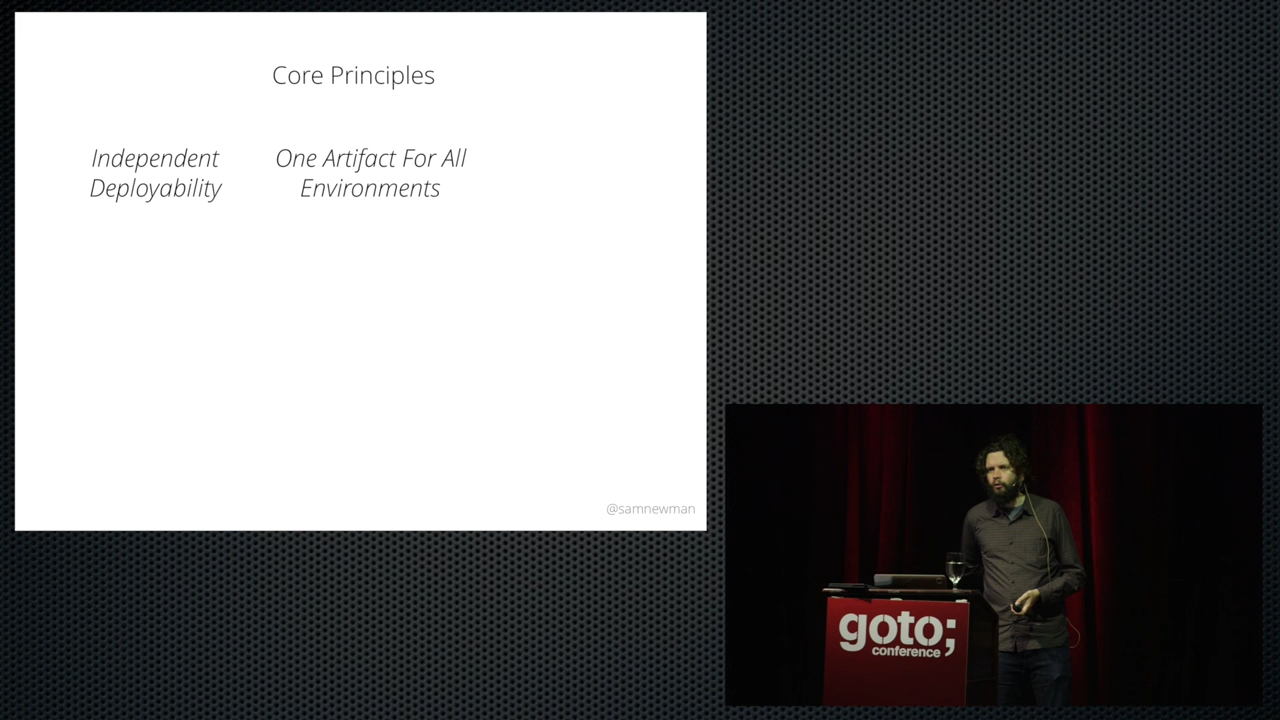 Core Principles
Independent
Deployability
One Artifact For All
Environments
@samnewman
goto;
conference